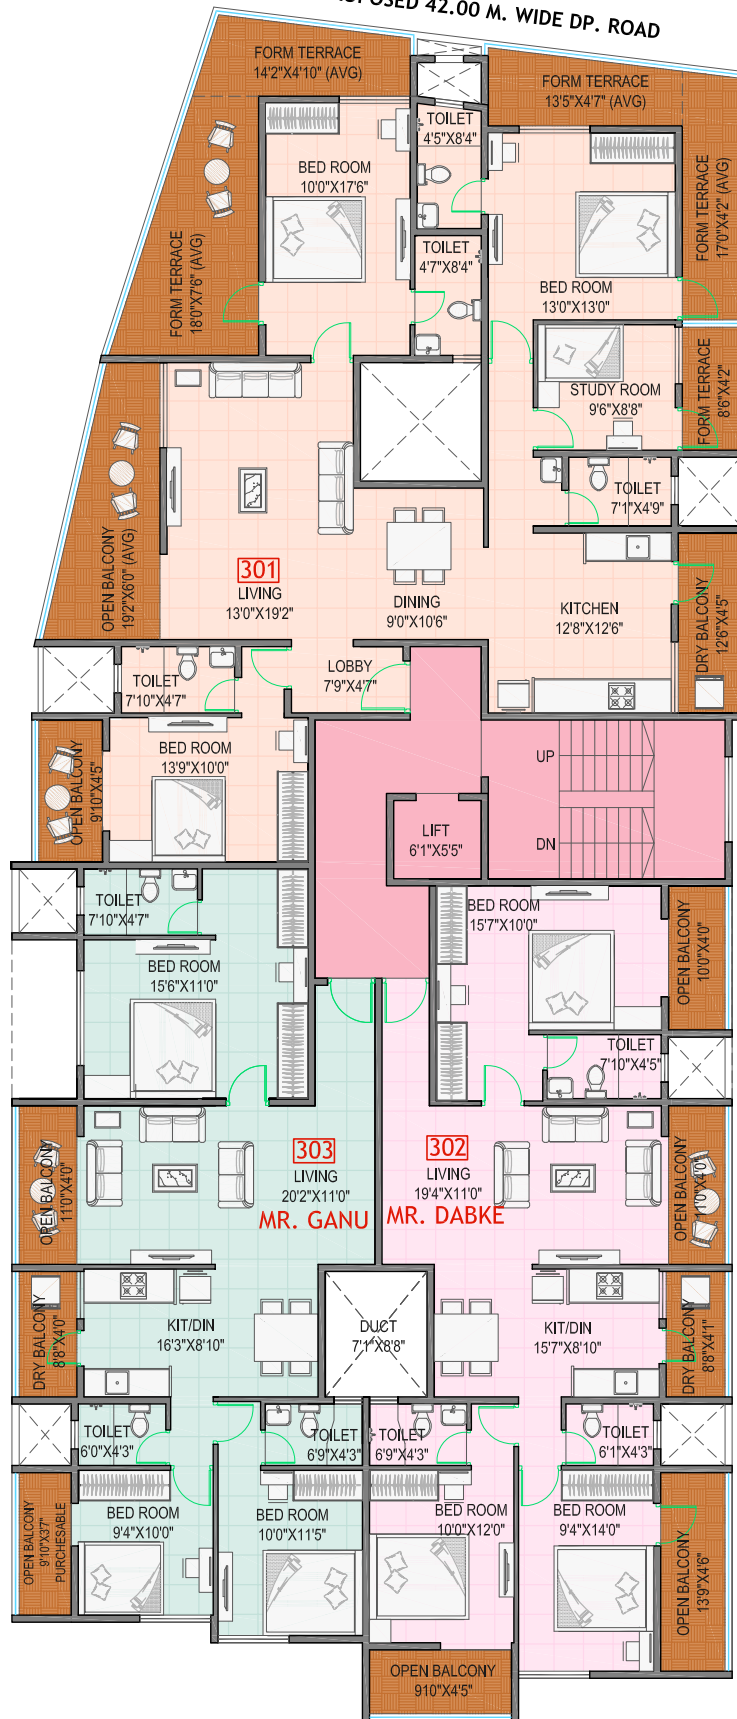 OSED 42.00 M. WIDE DP. ROAD
FORM TERRACE
14'2"X4'10" (AVG)
FORM TERRACE
13'5"X4'7" (AVG)
TOILET
4'5"X8'4"
BED ROOM
10'0"X17'6"
FORM TERRACE
17'0"X4'2" (AVG)
FORM TERRACE
18'0"X7'6" (AVG)
TOILET
4'7"X8'4"
BED ROOM
13'0"X13'0"
FORM TERRACE
8'6"X4'2"
STUDY ROOM
9'6"X8'8"
TOILET
7'1"X4'9"
OPEN BALCONY
19'2"X6'0" (AVG)
301
LIVING
13'0"X19'2"
DINING
9'0"X10'6"
KITCHEN
12'8"X12'6"
DRY BALCONY
12'6"X4'5"
LOBBY
7'9"X4'7"
TOILET
7'10"X4'7"
BED ROOM
13'9"X10'0"
OPEN BALCONY
9'10"X4'5"
UP
LIFT
6'1"X5'5"
DN
TOILET
7'10"X4'7"
BED ROOM
15'7"X10'0"
OPEN BALCONY
10'0"X4'0"
BED ROOM
15'6"X11'0"
TOILET
7'10"X4'5"
OPEN BALCONY
11'0"X4'0"
303
LIVING
20'2"X11'0"
MR. GANU
302
LIVING
19'4"X11'0"
MR. DABKE
OPEN BALCONY
11'0"X4'0"
DRY BALCONY
8'8"X4'0"
KIT/DIN
16'3"X8'10"
DUCT
7'1"X8'8"
KIT/DIN
15'7"X8'10"
DRY BALCONY
8'8"X4'1"
TOILET
6'0"X4'3"
TOILET
6'9"X4'3"
TOILET
6'9"X4'3"
TOILET
6'1"X4'3"
OPEN BALCONY
9'10"X3'7"
PURCHESABLE
BED ROOM
9'4"X10'0"
BED ROOM
10'0"X11'5"
BED ROOM
10'0"X12'0"
BED ROOM
9'4"X14'0"
OPEN BALCONY
13'9"X4'6"
OPEN BALCONY
910"X4'5"